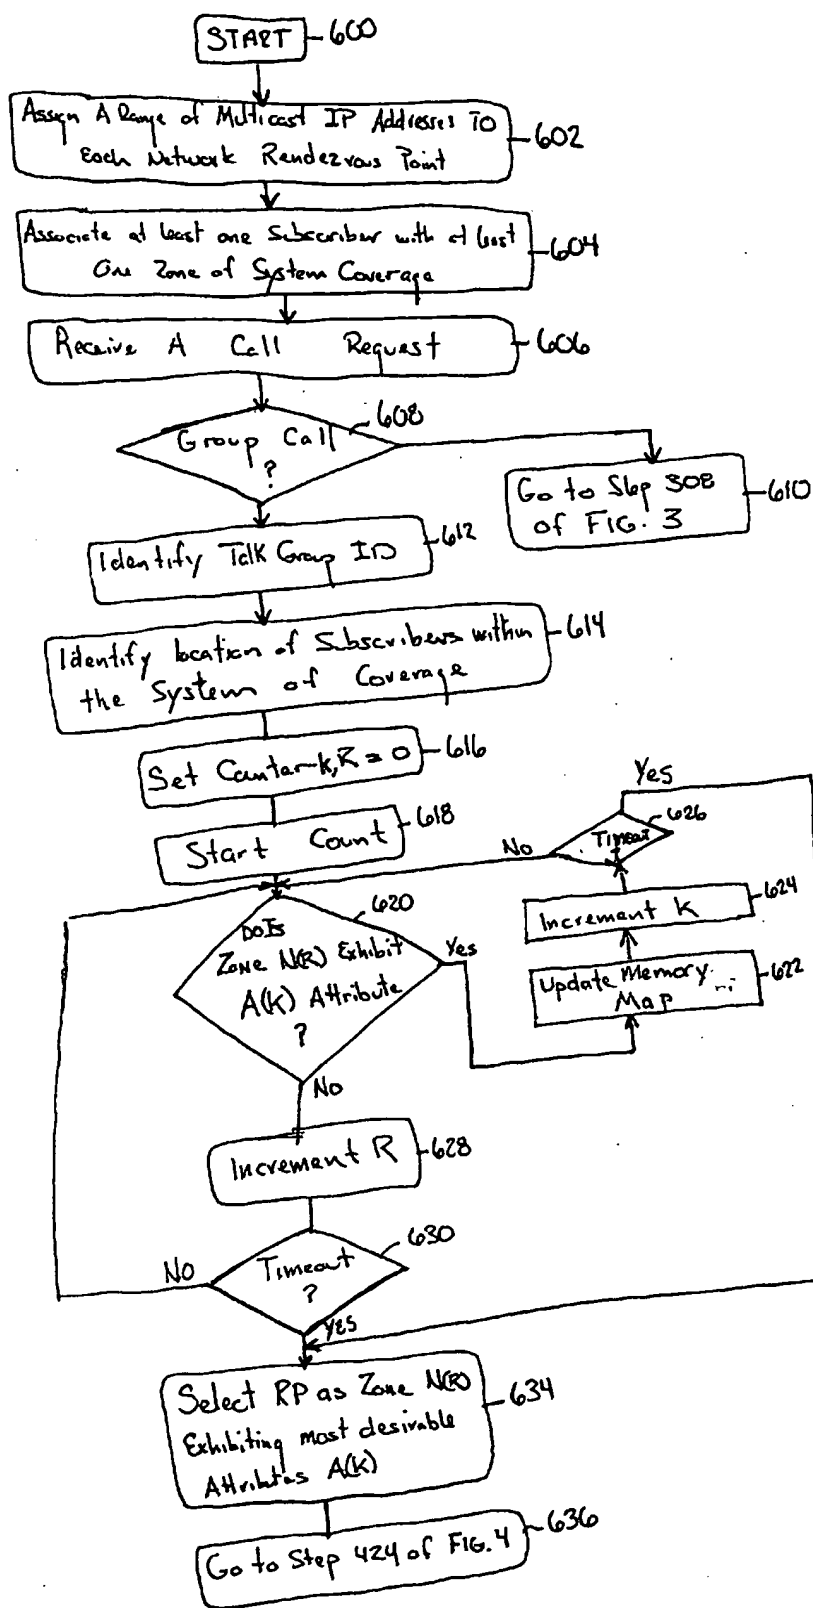 START 600
Assign A Range of Multicast IP Addresses To
Each Network Rendezvous Point
602
Associate at least one Subscriber with at least
One Zone of System Coverage
604
Receive A Call Request
606
608
Group Call
?
Go to Step 308
of FIG. 3
610
Identify Talk Group ID
612
Identify location of Subscribers within
the System of Coverage
614
Set Counter k, R = 0
616
Start Count
618
Yes
626
Timeout
No
Increment K
624
Update Memory
Map
622
620
DOES
Zone N(R) Exhibit
A(K) Attribute
?
Yes
No
Increment R
628
630
Timeout
?
NO
YES
Select RP as Zone N(R)
Exhibiting most desirable
Attributes A(K)
634
Go to Step 424 of FIG. 4
636